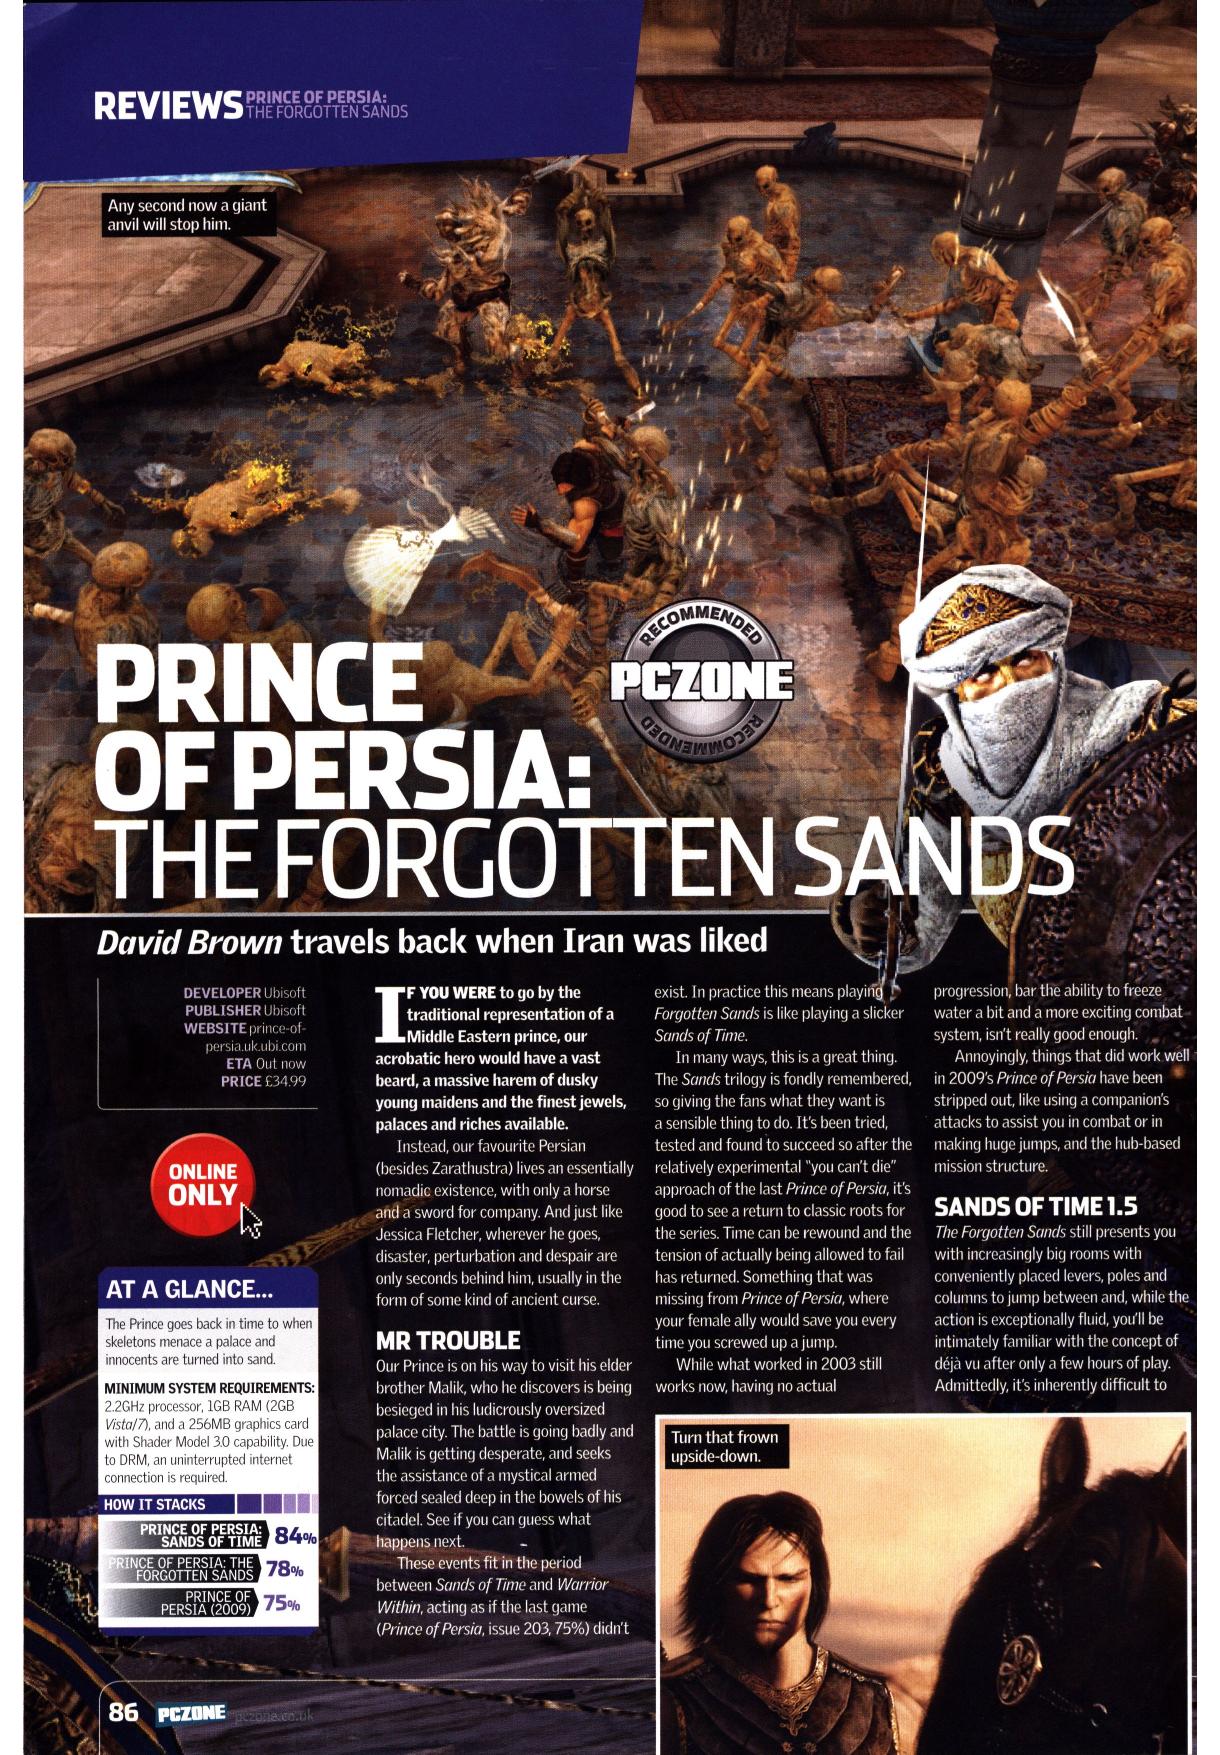 REVIEWS PRINCE OF PERSIA:
THE FORGOTTEN SANDS
Any second now a giant
anvil will stop him.
RECOMMENDED
PCZONE
RECOMMENDED
PRINCE
OF PERSIA:
THE FORGOTTEN SANDS
David Brown travels back when Iran was liked
DEVELOPER Ubisoft
PUBLISHER Ubisoft
WEBSITE prince-of-
persia.uk.ubi.com
ETA Out now
PRICE £34.99
ONLINE
ONLY
AT A GLANCE...
The Prince goes back in time to when
skeletons menace a palace and
innocents are turned into sand.
MINIMUM SYSTEM REQUIREMENTS:
2.2GHz processor, 1GB RAM (2GB
Vista/7), and a 256MB graphics card
with Shader Model 3.0 capability. Due
to DRM, an uninterrupted internet
connection is required.
HOW IT STACKS
PRINCE OF PERSIA:
SANDS OF TIME 84%
PRINCE OF PERSIA: THE
FORGOTTEN SANDS 78%
PRINCE OF
PERSIA (2009) 75%
IF YOU WERE to go by the
traditional representation of a
Middle Eastern prince, our
acrobatic hero would have a vast
beard, a massive harem of dusky
young maidens and the finest jewels,
palaces and riches available.
Instead, our favourite Persian
(besides Zarathustra) lives an essentially
nomadic existence, with only a horse
and a sword for company. And just like
Jessica Fletcher, wherever he goes,
disaster, perturbation and despair are
only seconds behind him, usually in the
form of some kind of ancient curse.
MR TROUBLE
Our Prince is on his way to visit his elder
brother Malik, who he discovers is being
besieged in his ludicrously oversized
palace city. The battle is going badly and
Malik is getting desperate, and seeks
the assistance of a mystical armed
forced sealed deep in the bowels of his
citadel. See if you can guess what
happens next.
These events fit in the period
between Sands of Time and Warrior
Within, acting as if the last game
(Prince of Persia, issue 203, 75%) didn't
exist. In practice this means playing
Forgotten Sands is like playing a slicker
Sands of Time.
In many ways, this is a great thing.
The Sands trilogy is fondly remembered,
so giving the fans what they want is
a sensible thing to do. It's been tried,
tested and found to succeed so after the
relatively experimental "you can't die"
approach of the last Prince of Persia, it's
good to see a return to classic roots for
the series. Time can be rewound and the
tension of actually being allowed to fail
has returned. Something that was
missing from Prince of Persia, where
your female ally would save you every
time you screwed up a jump.
While what worked in 2003 still
works now, having no actual
progression, bar the ability to freeze
water a bit and a more exciting combat
system, isn't really good enough.
Annoyingly, things that did work well
in 2009's Prince of Persia have been
stripped out, like using a companion's
attacks to assist you in combat or in
making huge jumps, and the hub-based
mission structure.
SANDS OF TIME 1.5
The Forgotten Sands still presents you
with increasingly big rooms with
conveniently placed levers, poles and
columns to jump between and, while the
action is exceptionally fluid, you'll be
intimately familiar with the concept of
déjà vu after only a few hours of play.
Admittedly, it's inherently difficult to
Turn that frown
upside-down.
86 PCZONE pczone.co.uk